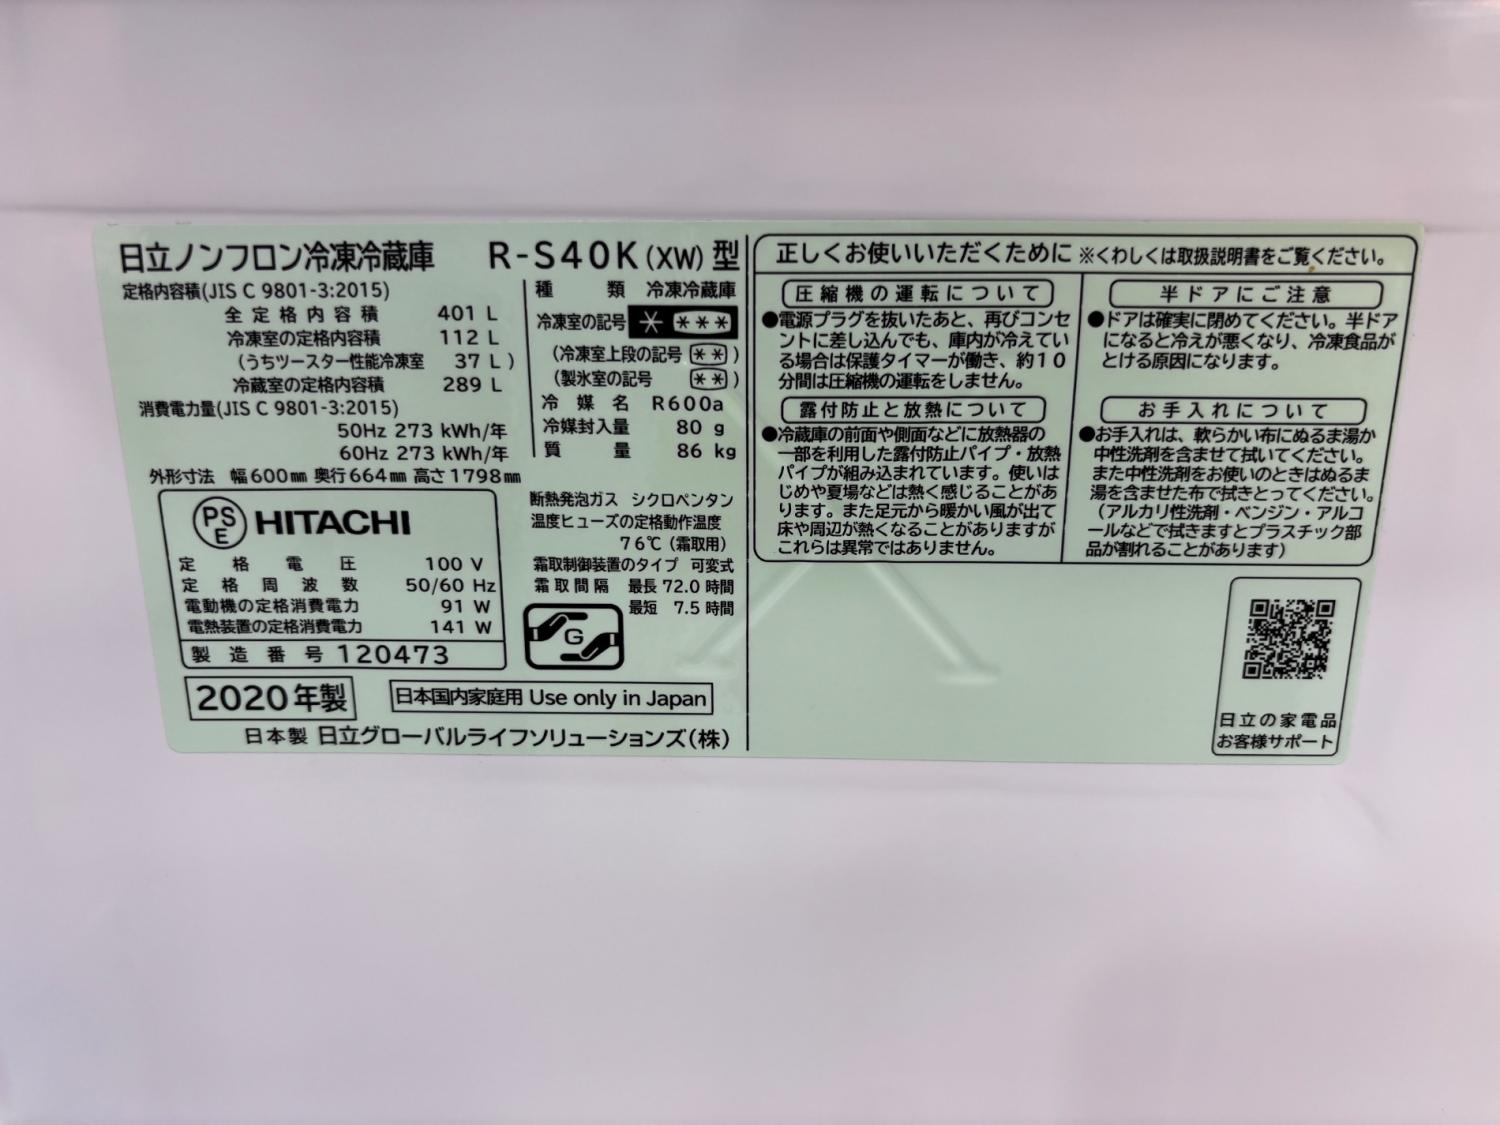 日立ノンフロン冷凍冷蔵庫 R-S40K(XW)型
定格内容積(JIS C 9801-3:2015)
全定格内容積 401 L
冷凍室の定格内容積 112 L
(うちツースター性能冷凍室 37 L)
冷蔵室の定格内容積 289 L
消費電力量(JIS C 9801-3:2015)
50Hz 273 kWh/年
60Hz 273 kWh/年
外形寸法 幅600mm 奥行664mm 高さ1798mm
種類 冷凍冷蔵庫
冷凍室の記号 * ***
(冷凍室上段の記号 **)
(製氷室の記号 **)
冷媒名 R600a
冷媒封入量 80 g
質量 86 kg
PSE HITACHI
定格電圧 100 V
定格周波数 50/60 Hz
電動機の定格消費電力 91 W
電熱装置の定格消費電力 141 W
製造番号 120473
断熱発泡ガス シクロペンタン
温度ヒューズの定格動作温度
76℃(霜取用)
霜取制御装置のタイプ 可変式
霜取間隔 最長 72.0 時間
最短 7.5 時間
G
2020年製
日本国内家庭用 Use only in Japan
日本製 日立グローバルライフソリューションズ(株)
正しくお使いいただくために ※くわしくは取扱説明書をご覧ください。
圧縮機の運転について
●電源プラグを抜いたあと、再びコンセ
ントに差し込んでも、庫内が冷えてい
る場合は保護タイマーが働き、約10
分間は圧縮機の運転をしません。
露付防止と放熱について
●冷蔵庫の前面や側面などに放熱器の
一部を利用した露付防止パイプ・放熱
パイプが組み込まれています。使いは
じめや夏場などは熱く感じることがあ
ります。また足元から暖かい風が出て
床や周辺が熱くなることがありますが
これらは異常ではありません。
半ドアにご注意
●ドアは確実に閉めてください。半ドア
になると冷えが悪くなり、冷凍食品が
とける原因になります。
お手入れについて
●お手入れは、軟らかい布にぬるま湯か
中性洗剤を含ませて拭いてください。
また中性洗剤をお使いのときはぬるま
湯を含ませた布で拭きとってください。
(アルカリ性洗剤・ベンジン・アルコ
ールなどで拭きますとプラスチック部
品が割れることがあります)
日立の家電品
お客様サポート